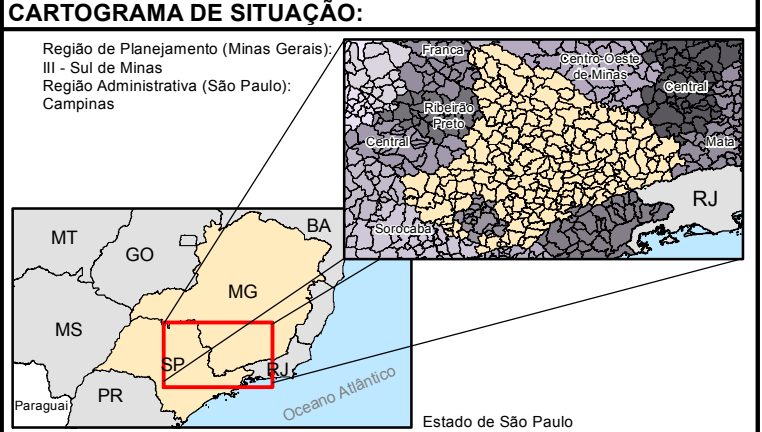 CARTOGRAMA DE SITUAÇÃO:
Região de Planejamento (Minas Gerais):
III - Sul de Minas
Região Administrativa (São Paulo):
Campinas
Franca
Centro-Oeste
de Minas
Central
Ribeirão
Preto
Central
Mata
RJ
Sorocaba
MT
GO
BA
MG
MS
SP
RJ
PR
Paraguai
Oceano Atlântico
Estado de São Paulo